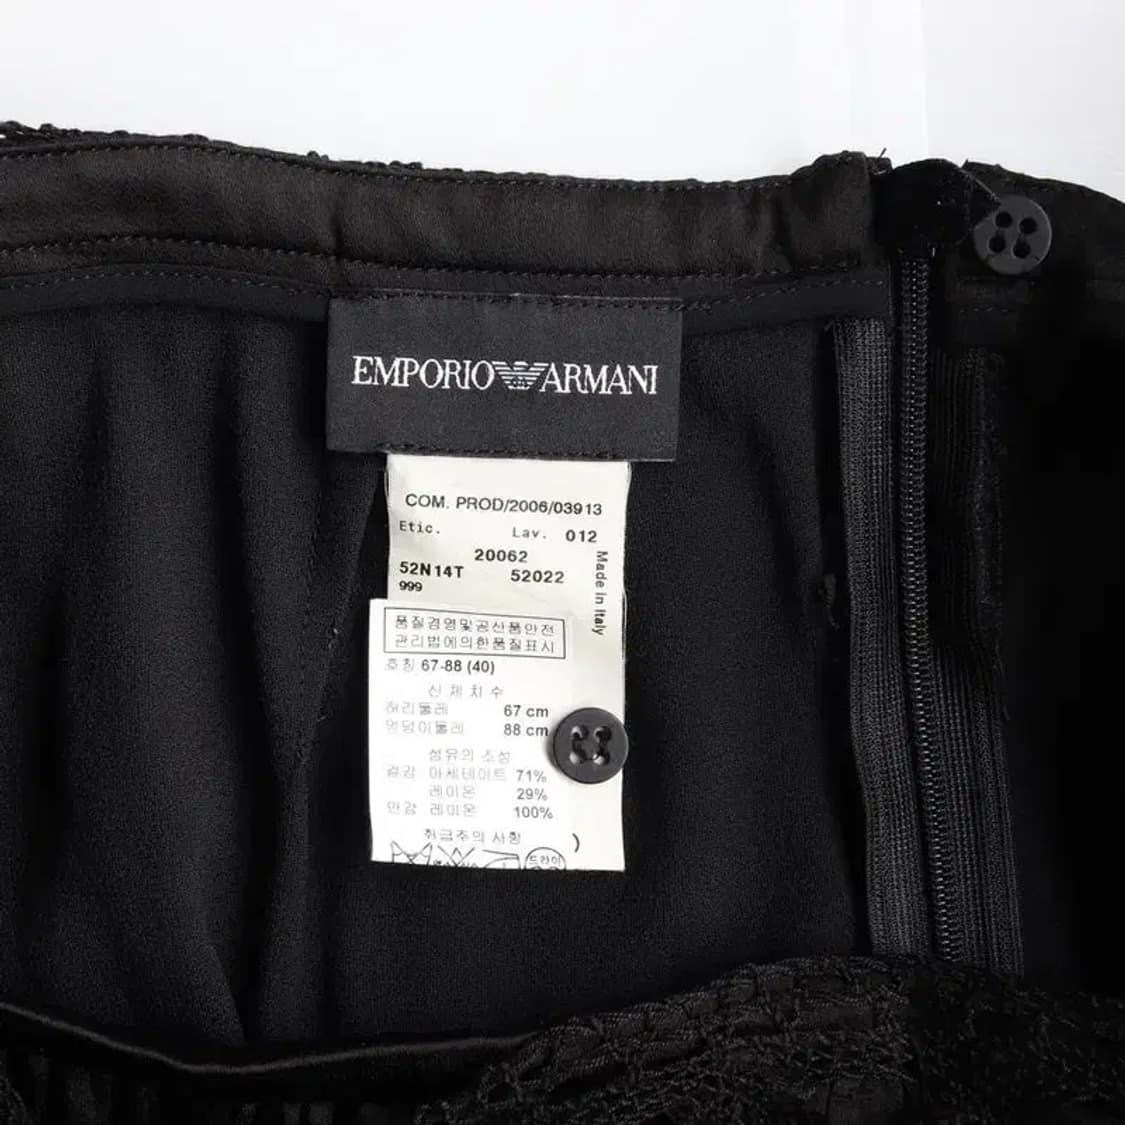 EMPORIO ARMANI
COM. PROD/2006/03913
Etic. Lav. 012
20062
52N14T 52022
999
Made in Italy
품질경영및공산품안전
관리법에의한품질표시
호칭 67-88 (40)
신체치수
허리둘레 67 cm
엉덩이둘레 88 cm
섬유의 조성
겉감 아세테이트 71%
레이온 29%
안감 레이온 100%
취급주의 사항
드라이